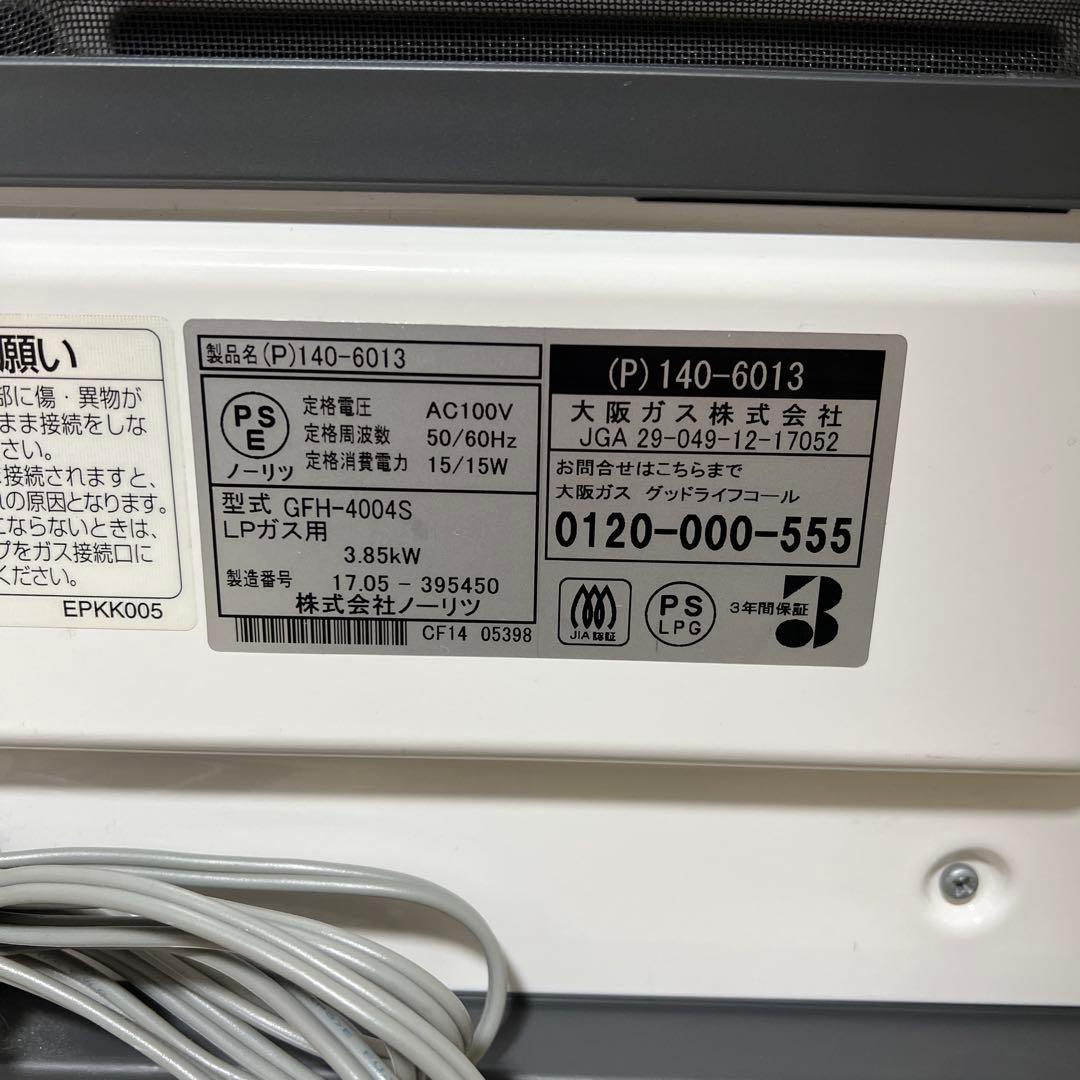 願い
部に傷・異物が
まま接続をしな
さい。
接続されますと、
れの原因となります。
にならないときは、
プをガス接続口に
ください。
EPKK005
製品名(P)140-6013
PS
E
ノーリツ
定格電圧 AC100V
定格周波数 50/60Hz
定格消費電力 15/15W
型式 GFH-4004S
LPガス用
3.85kW
製造番号 17.05-395450
株式会社ノーリツ
CF14 05398
(P)140-6013
大阪ガス株式会社
JGA 29-049-12-17052
お問合せはこちらまで
大阪ガス グッドライフコール
0120-000-555
JIA 認証
PS
LPG
3年間保証
3